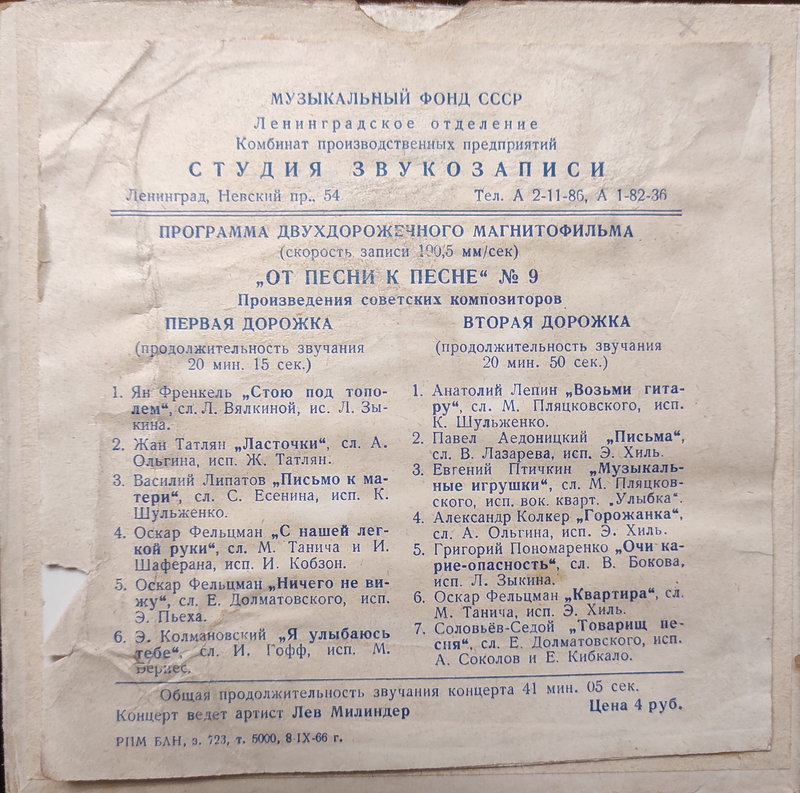 МУЗЫКАЛЬНЫЙ ФОНД СССР
Ленинградское отделение
Комбинат производственных предприятий
СТУДИЯ ЗВУКОЗАПИСИ
Ленинград, Невский пр., 54 Тел. А 2-11-86, А 1-82-36
ПРОГРАММА ДВУХДОРОЖЕЧНОГО МАГНИТОФИЛЬМА
(скорость записи 190,5 мм/сек)
„ОТ ПЕСНИ К ПЕСНЕ“ № 9
Произведения советских композиторов
ПЕРВАЯ ДОРОЖКА
(продолжительность звучания
20 мин. 15 сек.)
1. Ян Френкель „Стою под топо-
лем“, сл. Л. Вялкиной, ис. Л. Зы-
кина.
2. Жан Татлян „Ласточки“, сл. А.
Ольгина, исп. Ж. Татлян.
3. Василий Липатов „Письмо к ма-
тери“, сл. С. Есенина, исп. К.
Шульженко.
4. Оскар Фельцман „С нашей лег-
кой руки“, сл. М. Танича и И.
Шаферана, исп. И. Кобзон.
5. Оскар Фельцман „Ничего не ви-
жу“, сл. Е. Долматовского, исп.
Э. Пьеха.
6. Э. Колмановский „Я улыбаюсь
тебе“, сл. И. Гофф, исп. М.
Бернес.
ВТОРАЯ ДОРОЖКА
(продолжительность звучания
20 мин. 50 сек.)
1. Анатолий Лепин „Возьми гита-
ру“, сл. М. Пляцковского, исп.
К. Шульженко.
2. Павел Аедоницкий „Письма“,
сл. В. Лазарева, исп. Э. Хиль.
3. Евгений Птичкин „Музыкаль-
ные игрушки“, сл. М. Пляцков-
ского, исп. вок. кварт. „Улыбка“.
4. Александр Колкер „Горожанка“,
сл. А. Ольгина, исп. Э. Хиль.
5. Григорий Пономаренко „Очи ка-
рие-опасность“, сл. В. Бокова,
исп. Л. Зыкина.
6. Оскар Фельцман „Квартира“, сл.
М. Танича, исп. Э. Хиль.
7. Соловьёв-Седой „Товарищ пе-
сня“, сл. Е. Долматовского, исп.
А. Соколов и Е. Кибкало.
Общая продолжительность звучания концерта 41 мин. 05 сек.
Концерт ведет артист Лев Милиндер Цена 4 руб.
РПМ БАН, з. 723, т. 5000, 8-IX-66 г.